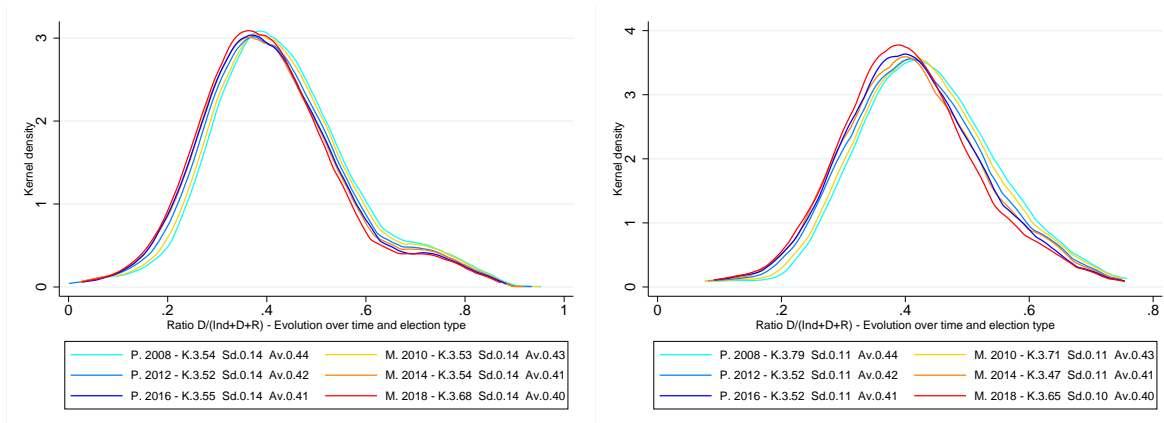 3
2
1
0
Kernel density
0
.2
.4
.6
.8
1
Ratio D/(Ind+D+R) - Evolution over time and election type
P. 2008 - K.3.54 Sd.0.14 Av.0.44
M. 2010 - K.3.53 Sd.0.14 Av.0.43
P. 2012 - K.3.52 Sd.0.14 Av.0.42
M. 2014 - K.3.54 Sd.0.14 Av.0.41
P. 2016 - K.3.55 Sd.0.14 Av.0.41
M. 2018 - K.3.68 Sd.0.14 Av.0.40
4
3
2
1
0
Kernel density
0
.2
.4
.6
.8
Ratio D/(Ind+D+R) - Evolution over time and election type
P. 2008 - K.3.79 Sd.0.11 Av.0.44
M. 2010 - K.3.71 Sd.0.11 Av.0.43
P. 2012 - K.3.52 Sd.0.11 Av.0.42
M. 2014 - K.3.47 Sd.0.11 Av.0.41
P. 2016 - K.3.52 Sd.0.11 Av.0.41
M. 2018 - K.3.65 Sd.0.10 Av.0.40